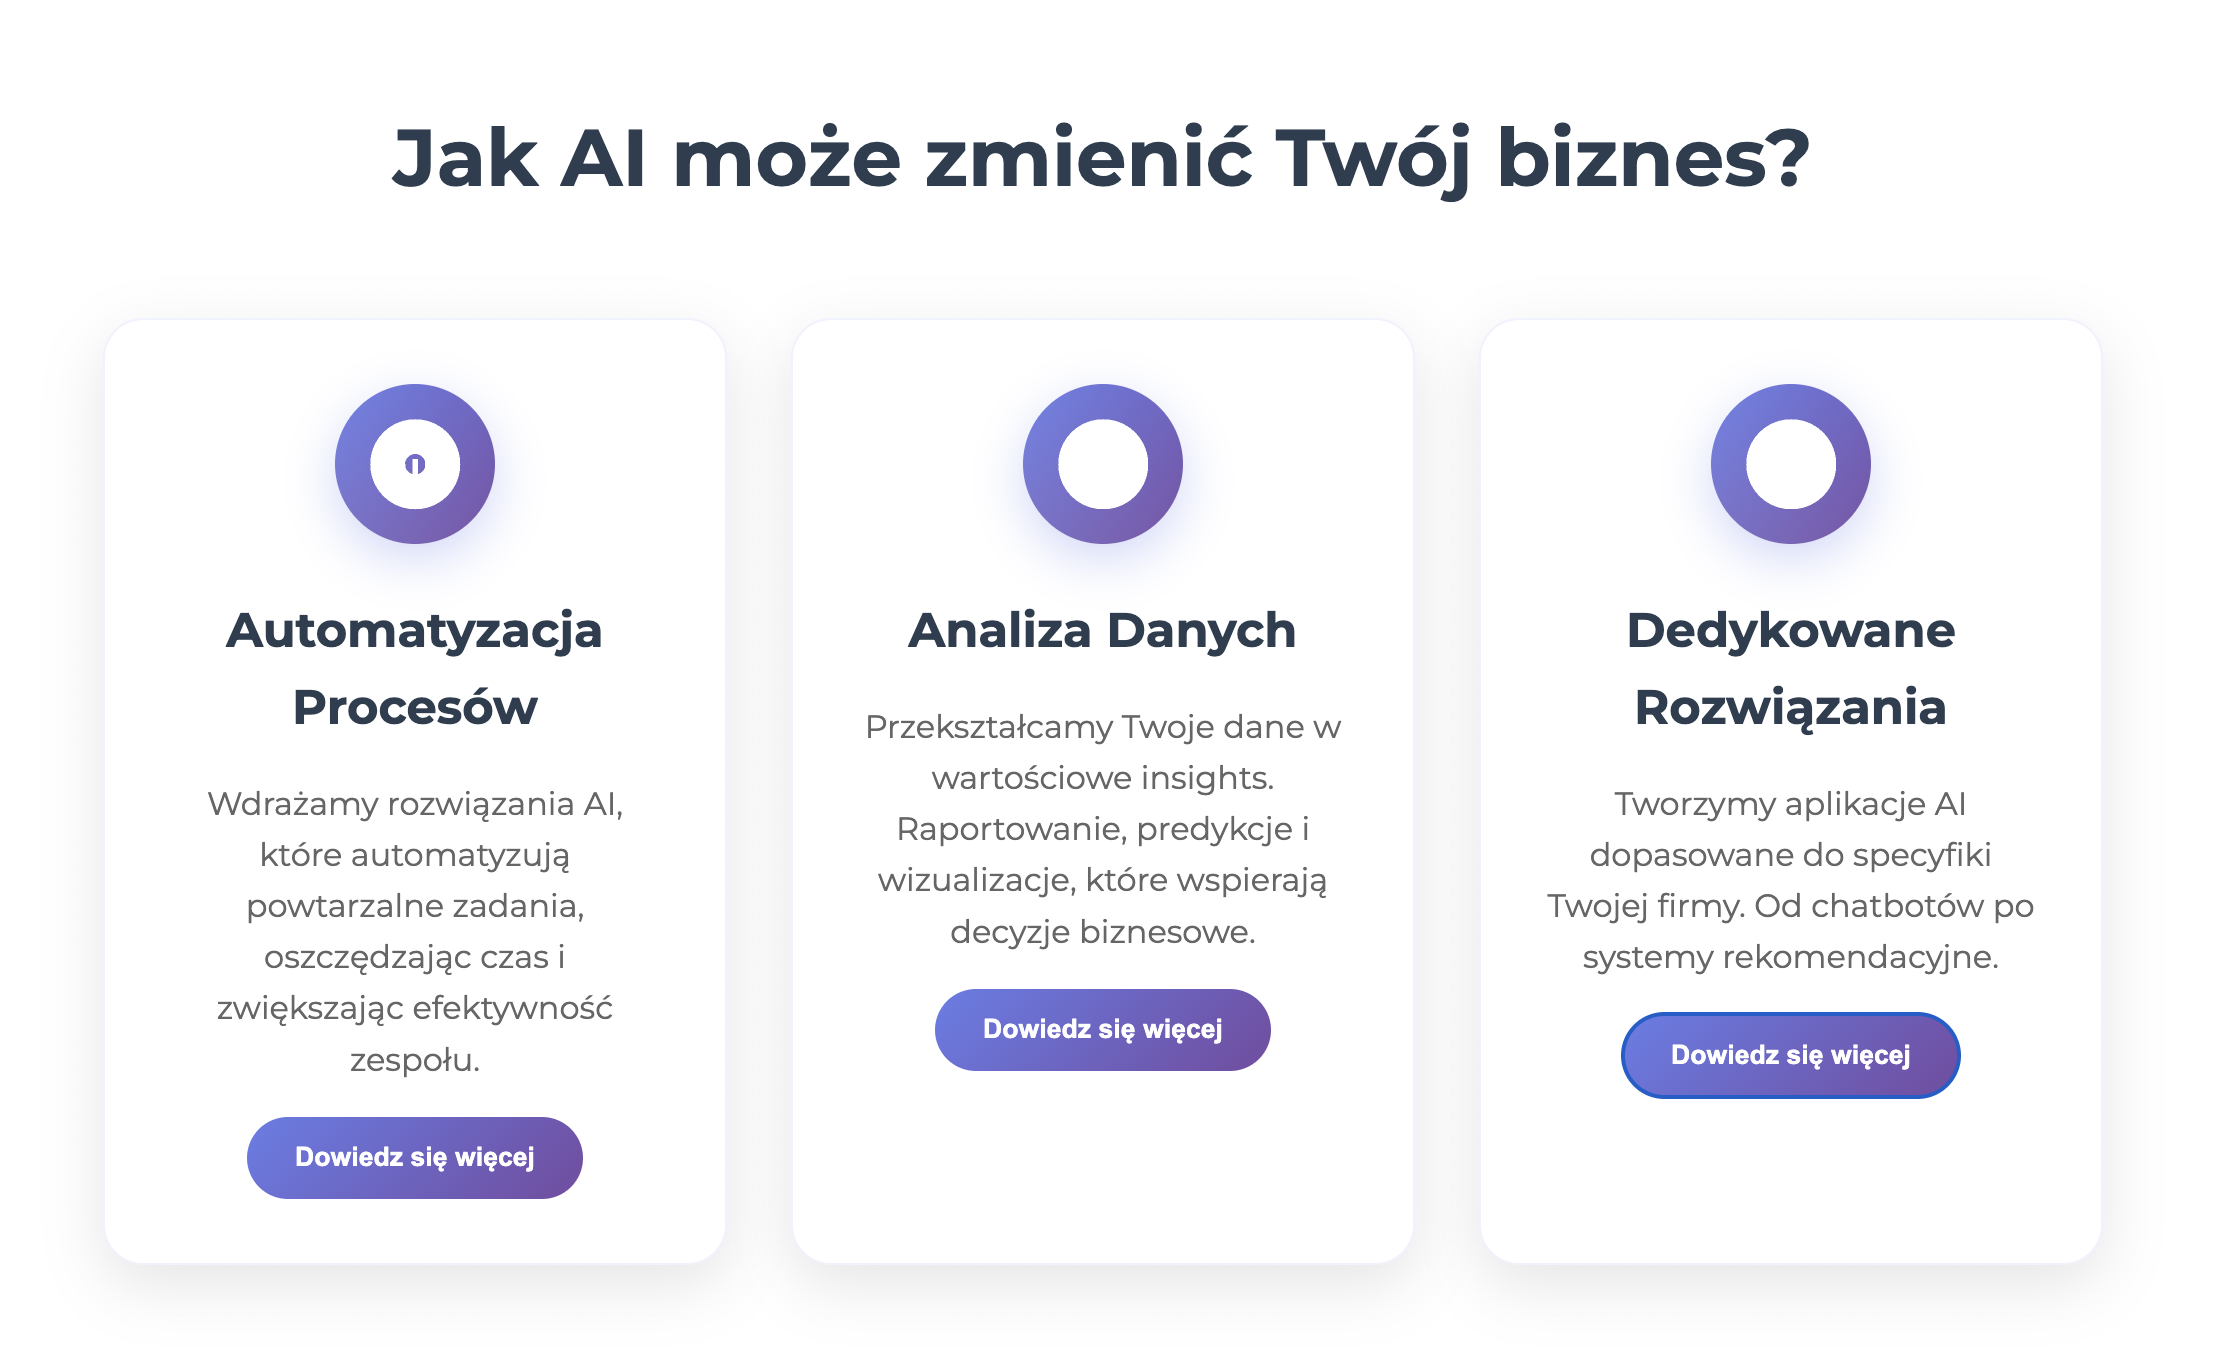 Jak AI może zmienić Twój biznes?
Automatyzacja
Procesów
Wdrażamy rozwiązania AI,
które automatyzują
powtarzalne zadania,
oszczędzając czas i
zwiększając efektywność
zespołu.
Dowiedz się więcej
Analiza Danych
Przekształcamy Twoje dane w
wartościowe insights.
Raportowanie, predykcje i
wizualizacje, które wspierają
decyzje biznesowe.
Dowiedz się więcej
Dedykowane
Rozwiązania
Tworzymy aplikacje AI
dopasowane do specyfiki
Twojej firmy. Od chatbotów po
systemy rekomendacyjne.
Dowiedz się więcej